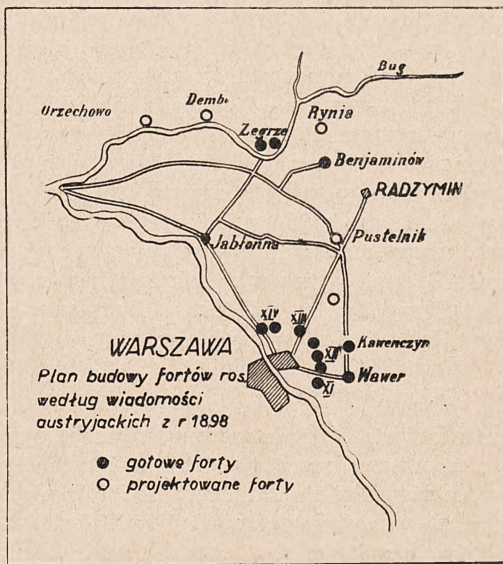 Bug
Orzechowo
Demb.
Rynia
Zegrze
Benjaminów
RADZYMIN
Jabłonna
Pustelnik
XIV
XIII
WARSZAWA
XII
Kawenczyn
Plan budowy fortów ros.
Wawer
według wiadomości
XI
austryjackich z r 1898
gotowe forty
projektowane forty